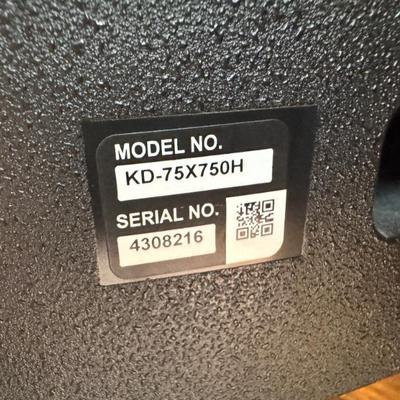 MODEL NO.
KD-75X750H
SERIAL NO.
4308216